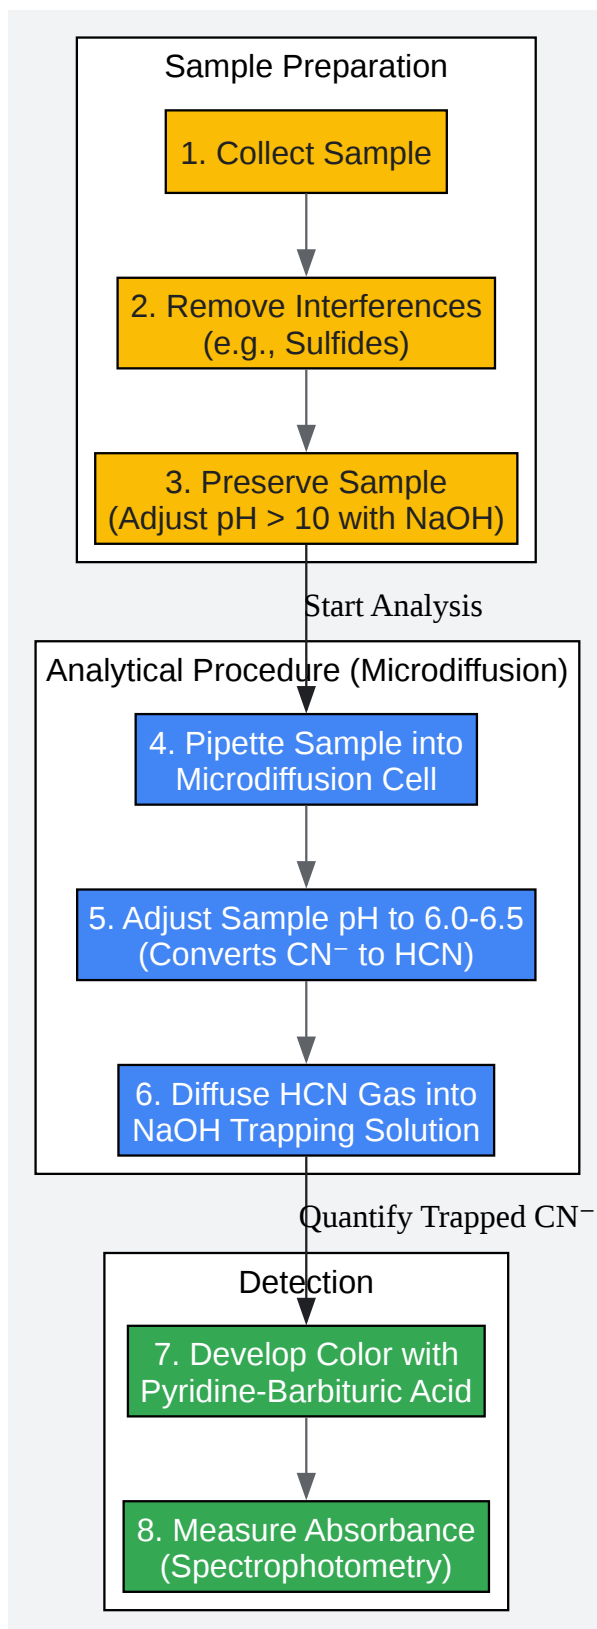 Sample Preparation
1. Collect Sample
2. Remove Interferences
(e.g., Sulfides)
3. Preserve Sample
(Adjust pH > 10 with NaOH)
Start Analysis
Analytical Procedure (Microdiffusion)
4. Pipette Sample into
Microdiffusion Cell
5. Adjust Sample pH to 6.0-6.5
(Converts CN⁻ to HCN)
6. Diffuse HCN Gas into
NaOH Trapping Solution
Quantify Trapped CN⁻
Detection
7. Develop Color with
Pyridine-Barbituric Acid
8. Measure Absorbance
(Spectrophotometry)